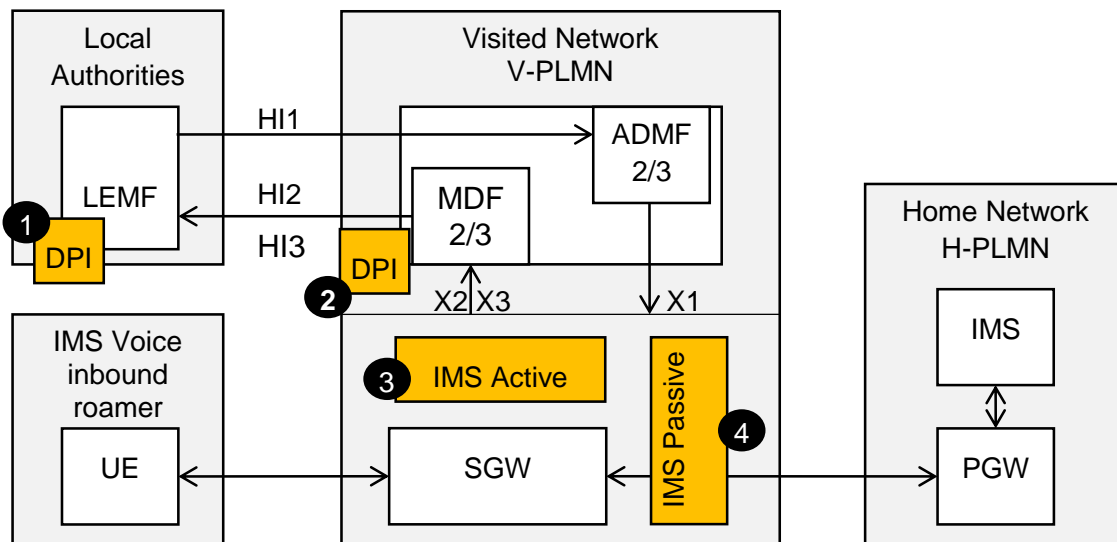 Local
Authorities
LEMF
1
DPI
HI1
HI2
HI3
Visited Network
V-PLMN
ADMF
2/3
MDF
2/3
DPI
2
X2 X3
X1
3
IMS Active
IMS Passive
4
SGW
IMS Voice
inbound
roamer
UE
Home Network
H-PLMN
IMS
PGW